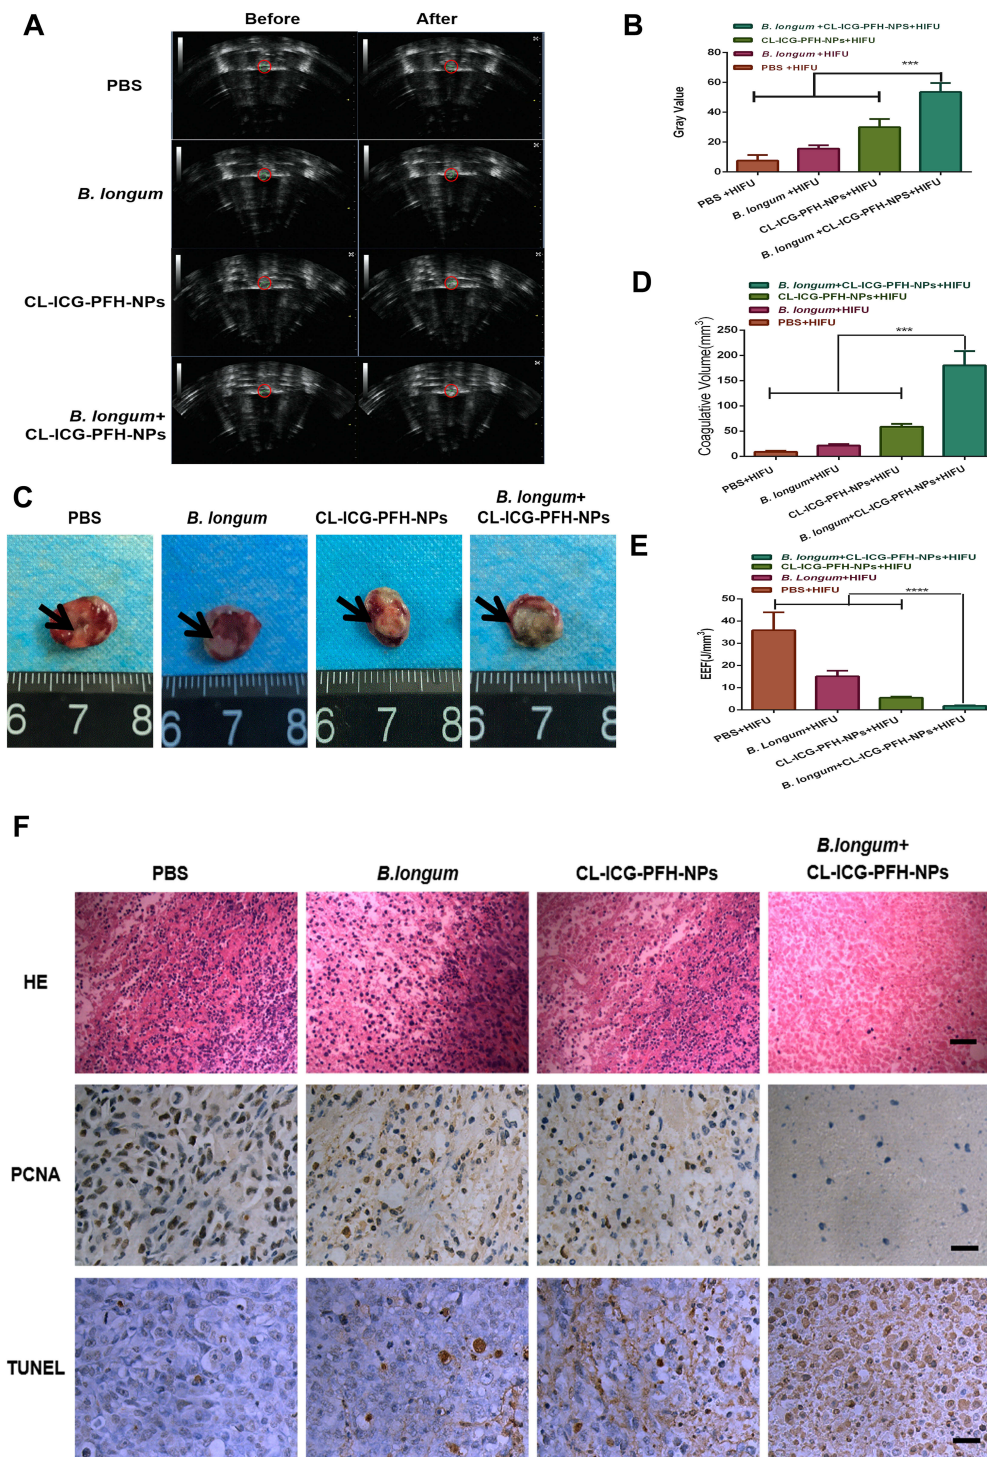 A
Before
After
PBS
B. longum
CL-ICG-PFH-NPs
B. longum+
CL-ICG-PFH-NPs
B
B. longum +CL-ICG-PFH-NPS+HIFU
CL-ICG-PFH-NPs+HIFU
B. longum +HIFU
PBS +HIFU
***
Gray Value
80
60
40
20
0
PBS +HIFU
B. longum +HIFU
CL-ICG-PFH-NPs+HIFU
B. longum +CL-ICG-PFH-NPS+HIFU
D
B. longum+CL-ICG-PFH-NPs+HIFU
CL-ICG-PFH-NPs+HIFU
B. longum+HIFU
PBS+HIFU
***
Coagulative Volume(mm3)
250
200
150
100
50
0
PBS+HIFU
B. longum+HIFU
CL-ICG-PFH-NPs+HIFU
B. longum+CL-ICG-PFH-NPs+HIFU
C
PBS
B. longum
CL-ICG-PFH-NPs
B. longum+
CL-ICG-PFH-NPs
6 7 8
6 7 8
6 7 8
6 7 8
E
B. longum+CL-ICG-PFH-NPs+HIFU
CL-ICG-PFH-NPs+HIFU
B. Longum+HIFU
PBS+HIFU
****
EEF(J/mm3)
50
40
30
20
10
0
PBS+HIFU
B. Longum+HIFU
CL-ICG-PFH-NPs+HIFU
B. longum+CL-ICG-PFH-NPs+HIFU
F
PBS
B.longum
CL-ICG-PFH-NPs
B.longum+
CL-ICG-PFH-NPs
HE
PCNA
TUNEL